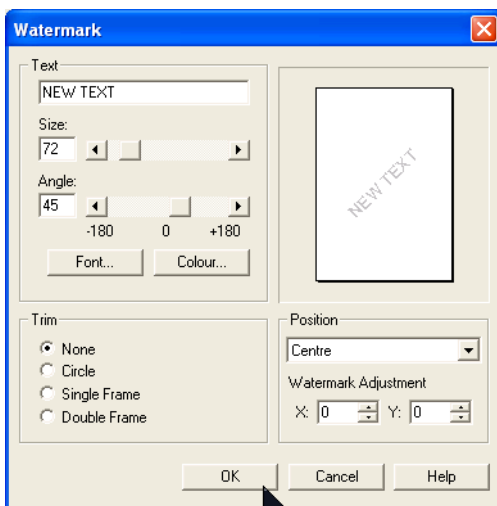 Watermark
Text
NEW TEXT
Size:
72
Angle:
45
-180 0 +180
Font... Colour...
NEW TEXT
Trim
None
Circle
Single Frame
Double Frame
Position
Centre
Watermark Adjustment
X: 0 Y: 0
OK Cancel Help